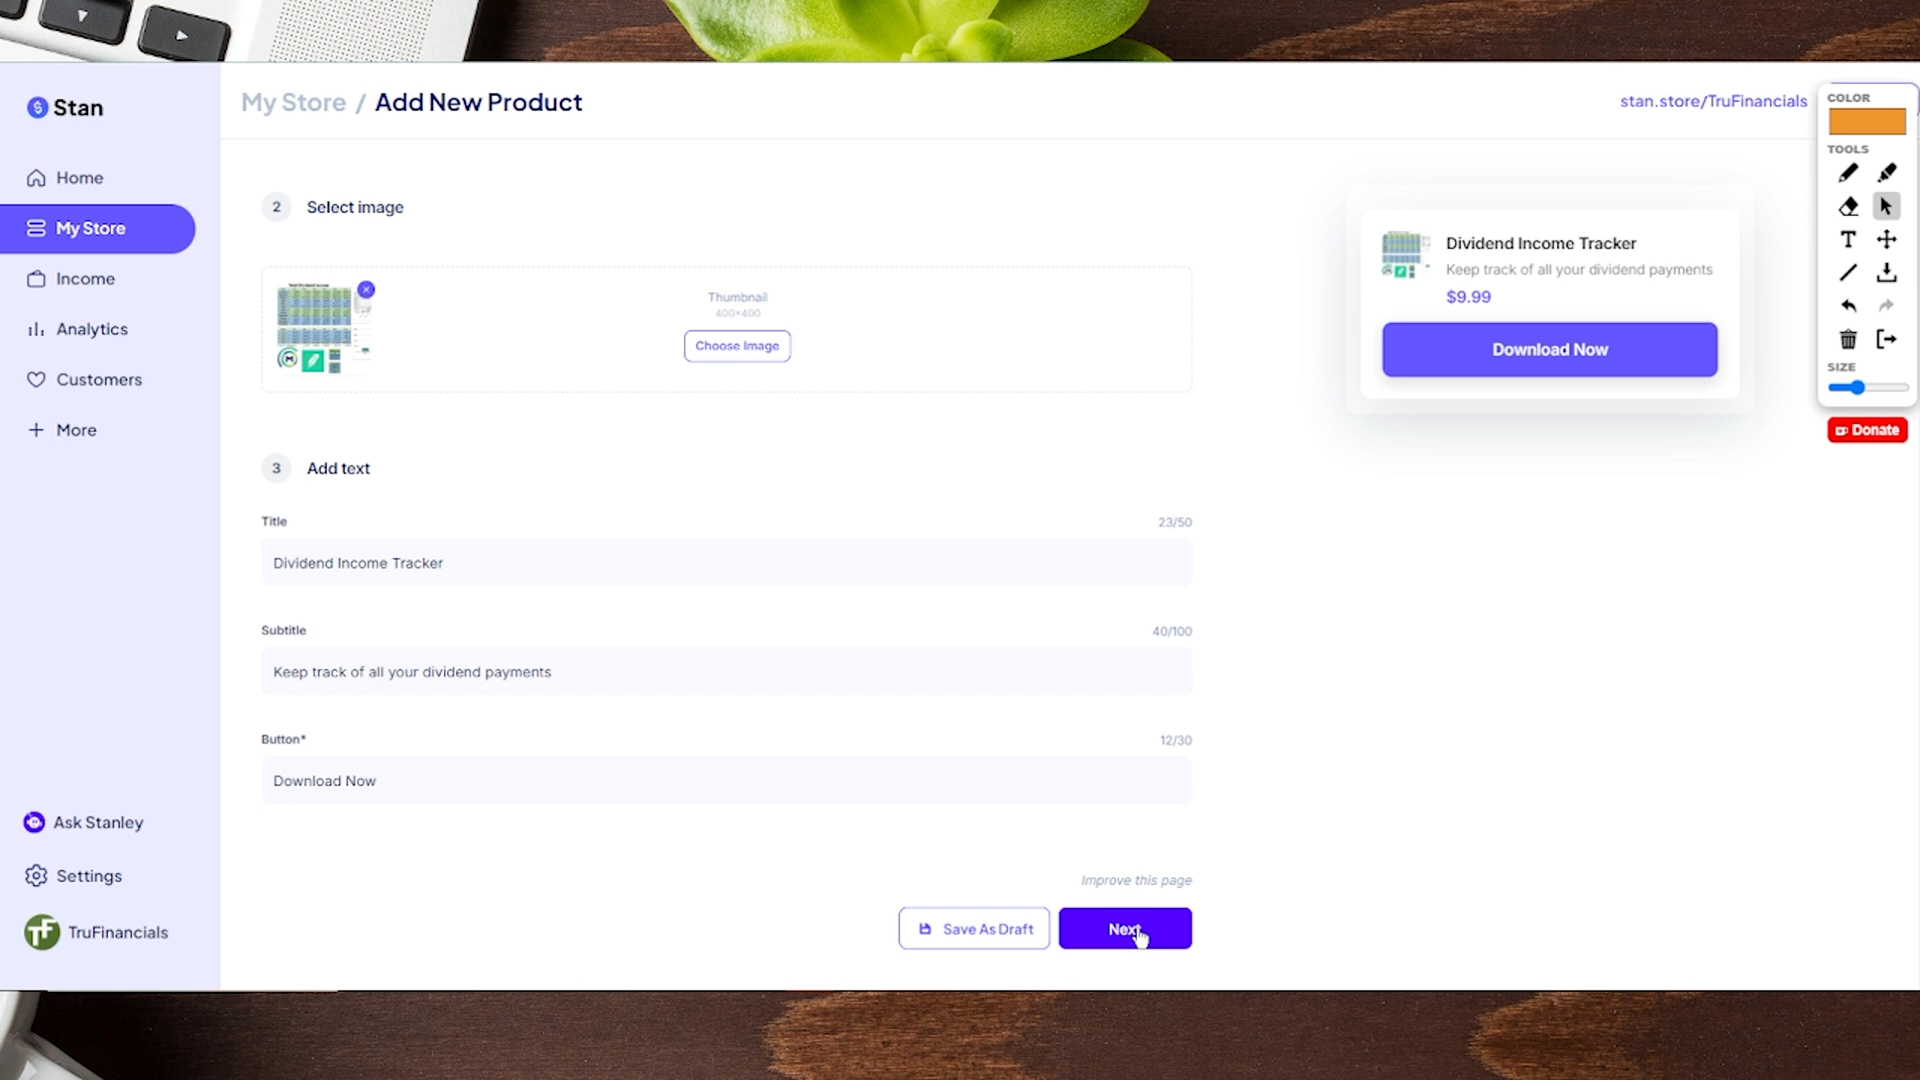 Stan
My Store / Add New Product
stan.store/TruFinancials
Home
My Store
Income
Analytics
Customers
More
Ask Stanley
Settings
TruFinancials
2 Select image
Thumbnail
400×400
Choose Image
3 Add text
Title 23/50
Dividend Income Tracker
Subtitle 40/100
Keep track of all your dividend payments
Button* 12/30
Download Now
Improve this page
Save As Draft
Next
Dividend Income Tracker
Keep track of all your dividend payments
$9.99
Download Now
COLOR
TOOLS
T
SIZE
Donate